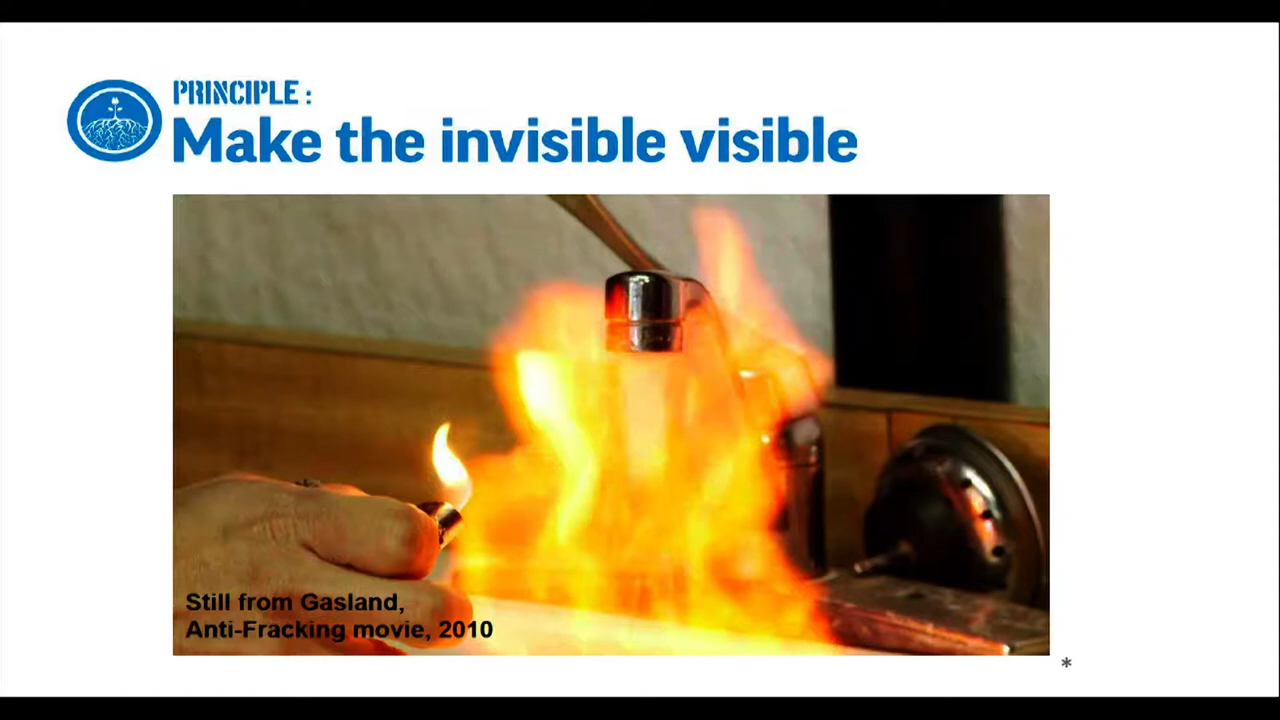 PRINCIPLE :
Make the invisible visible
Still from Gasland,
Anti-Fracking movie, 2010
*